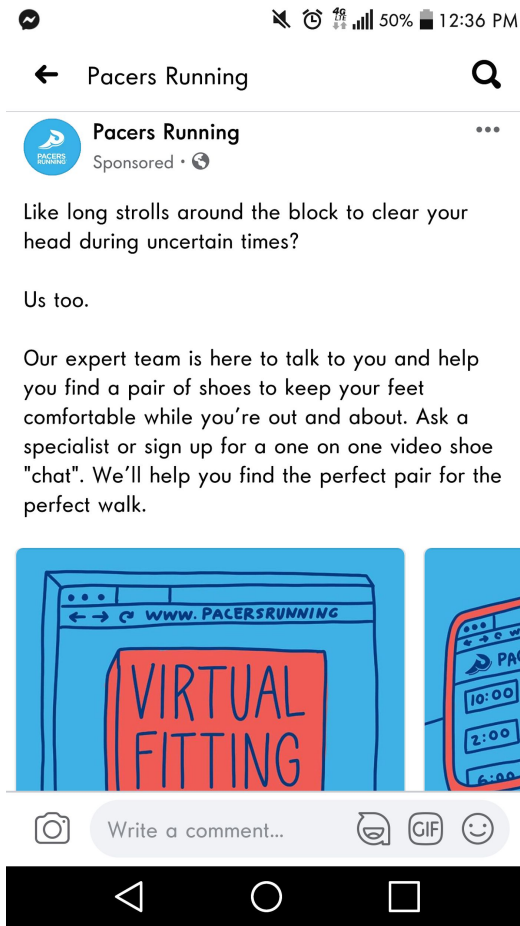 4G
LTE
50%
12:36 PM
Pacers Running
PACERS
RUNNING
Pacers Running
Sponsored •
Like long strolls around the block to clear your
head during uncertain times?
Us too.
Our expert team is here to talk to you and help
you find a pair of shoes to keep your feet
comfortable while you're out and about. Ask a
specialist or sign up for a one on one video shoe
"chat". We'll help you find the perfect pair for the
perfect walk.
WWW.PACERSRUNNING
VIRTUAL
FITTING
W
PAC
10:00
2:00
6:00
Write a comment...
GIF